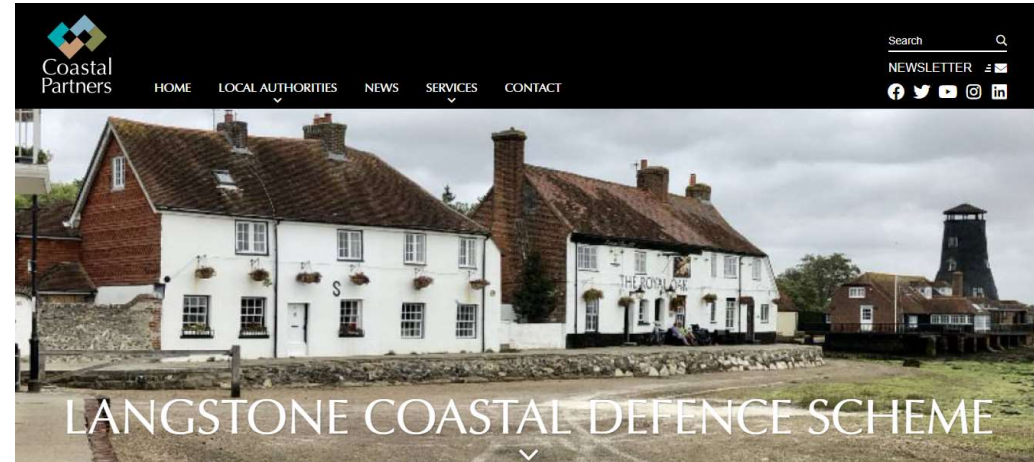 Coastal
Partners
HOME LOCAL AUTHORITIES NEWS SERVICES CONTACT
Search
NEWSLETTER
THE ROYAL OAK
S
LANGSTONE COASTAL DEFENCE SCHEME